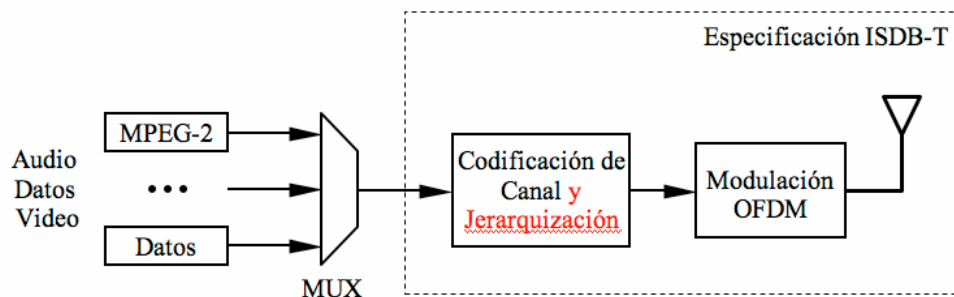 Especificación ISDB-T
MPEG-2
Audio
Datos
Video
•••
Datos
MUX
Codificación de
Canal y
Jerarquización
Modulación
OFDM